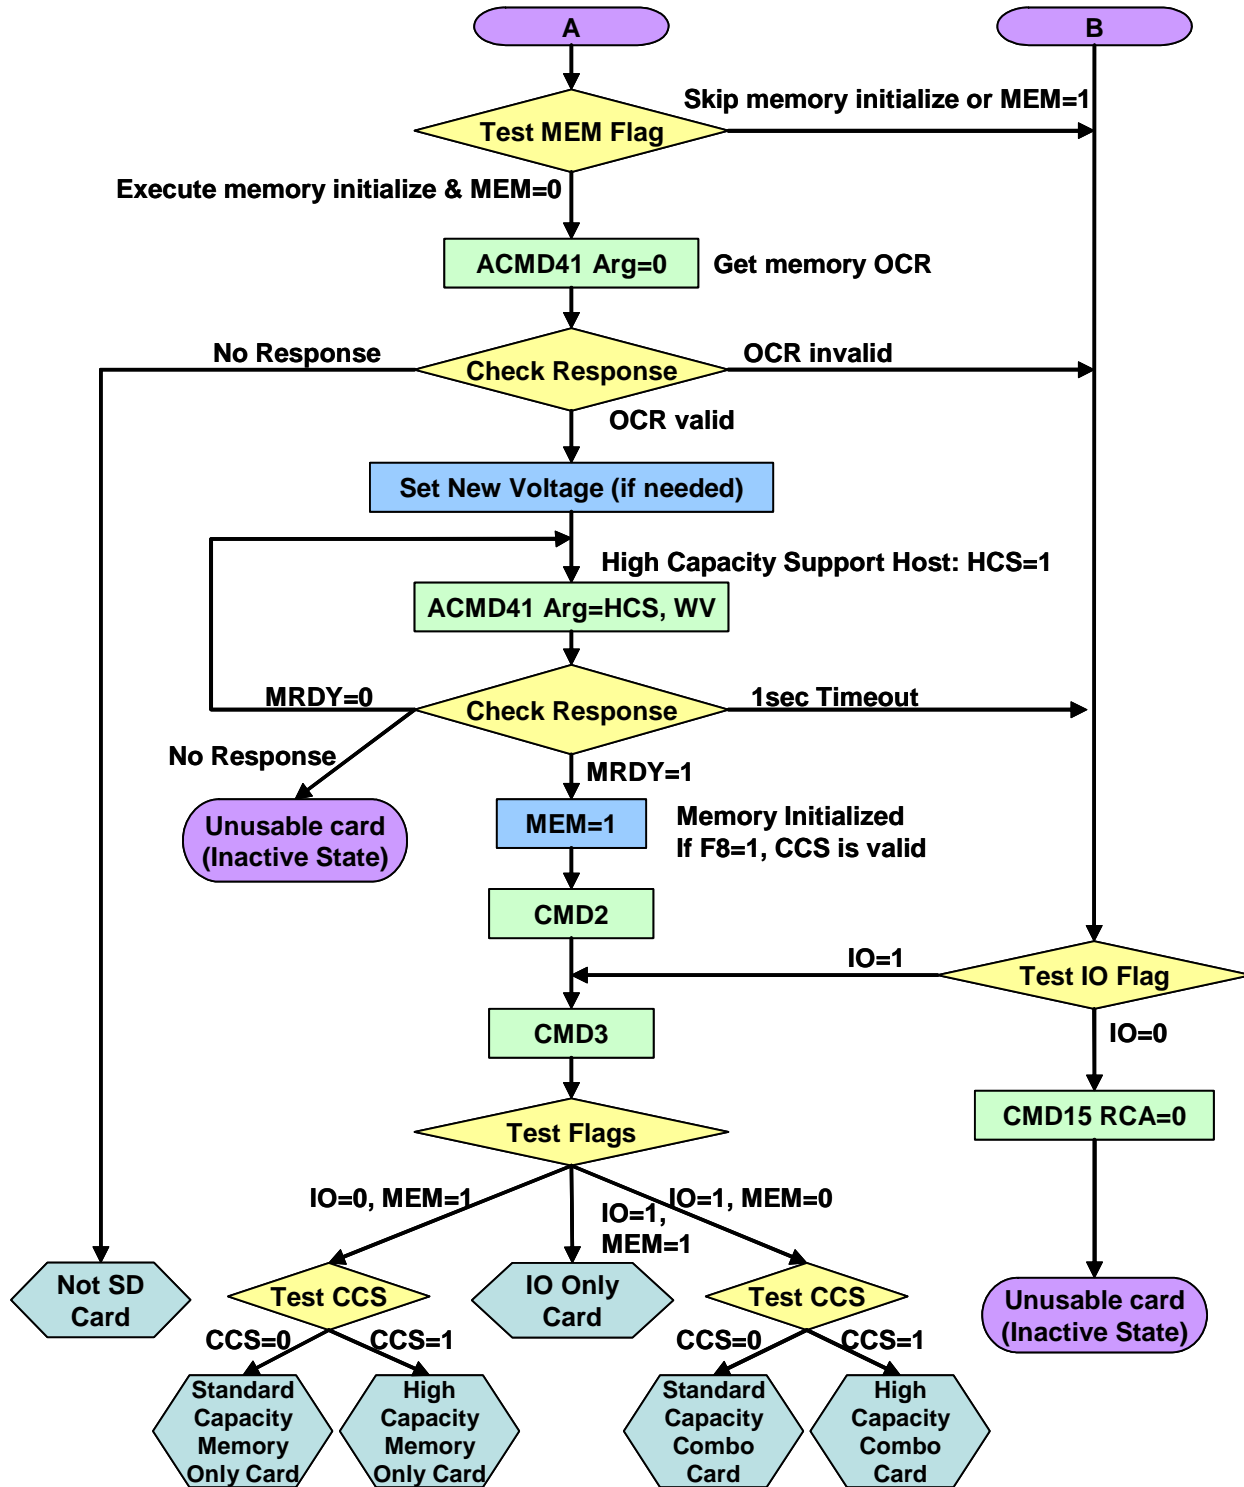 A
B
Skip memory initialize or MEM=1
Test MEM Flag
Execute memory initialize & MEM=0
ACMD41 Arg=0
Get memory OCR
No Response
OCR invalid
Check Response
OCR valid
Set New Voltage (if needed)
High Capacity Support Host: HCS=1
ACMD41 Arg=HCS, WV
MRDY=0
1sec Timeout
Check Response
No Response
MRDY=1
Unusable card
(Inactive State)
MEM=1
Memory Initialized
If F8=1, CCS is valid
CMD2
IO=1
Test IO Flag
CMD3
IO=0
CMD15 RCA=0
Test Flags
IO=0, MEM=1
IO=1,
MEM=1
IO=1, MEM=0
Not SD
Card
Test CCS
IO Only
Card
Test CCS
Unusable card
(Inactive State)
CCS=0
CCS=1
CCS=0
CCS=1
Standard
Capacity
Memory
Only Card
High
Capacity
Memory
Only Card
Standard
Capacity
Combo
Card
High
Capacity
Combo
Card